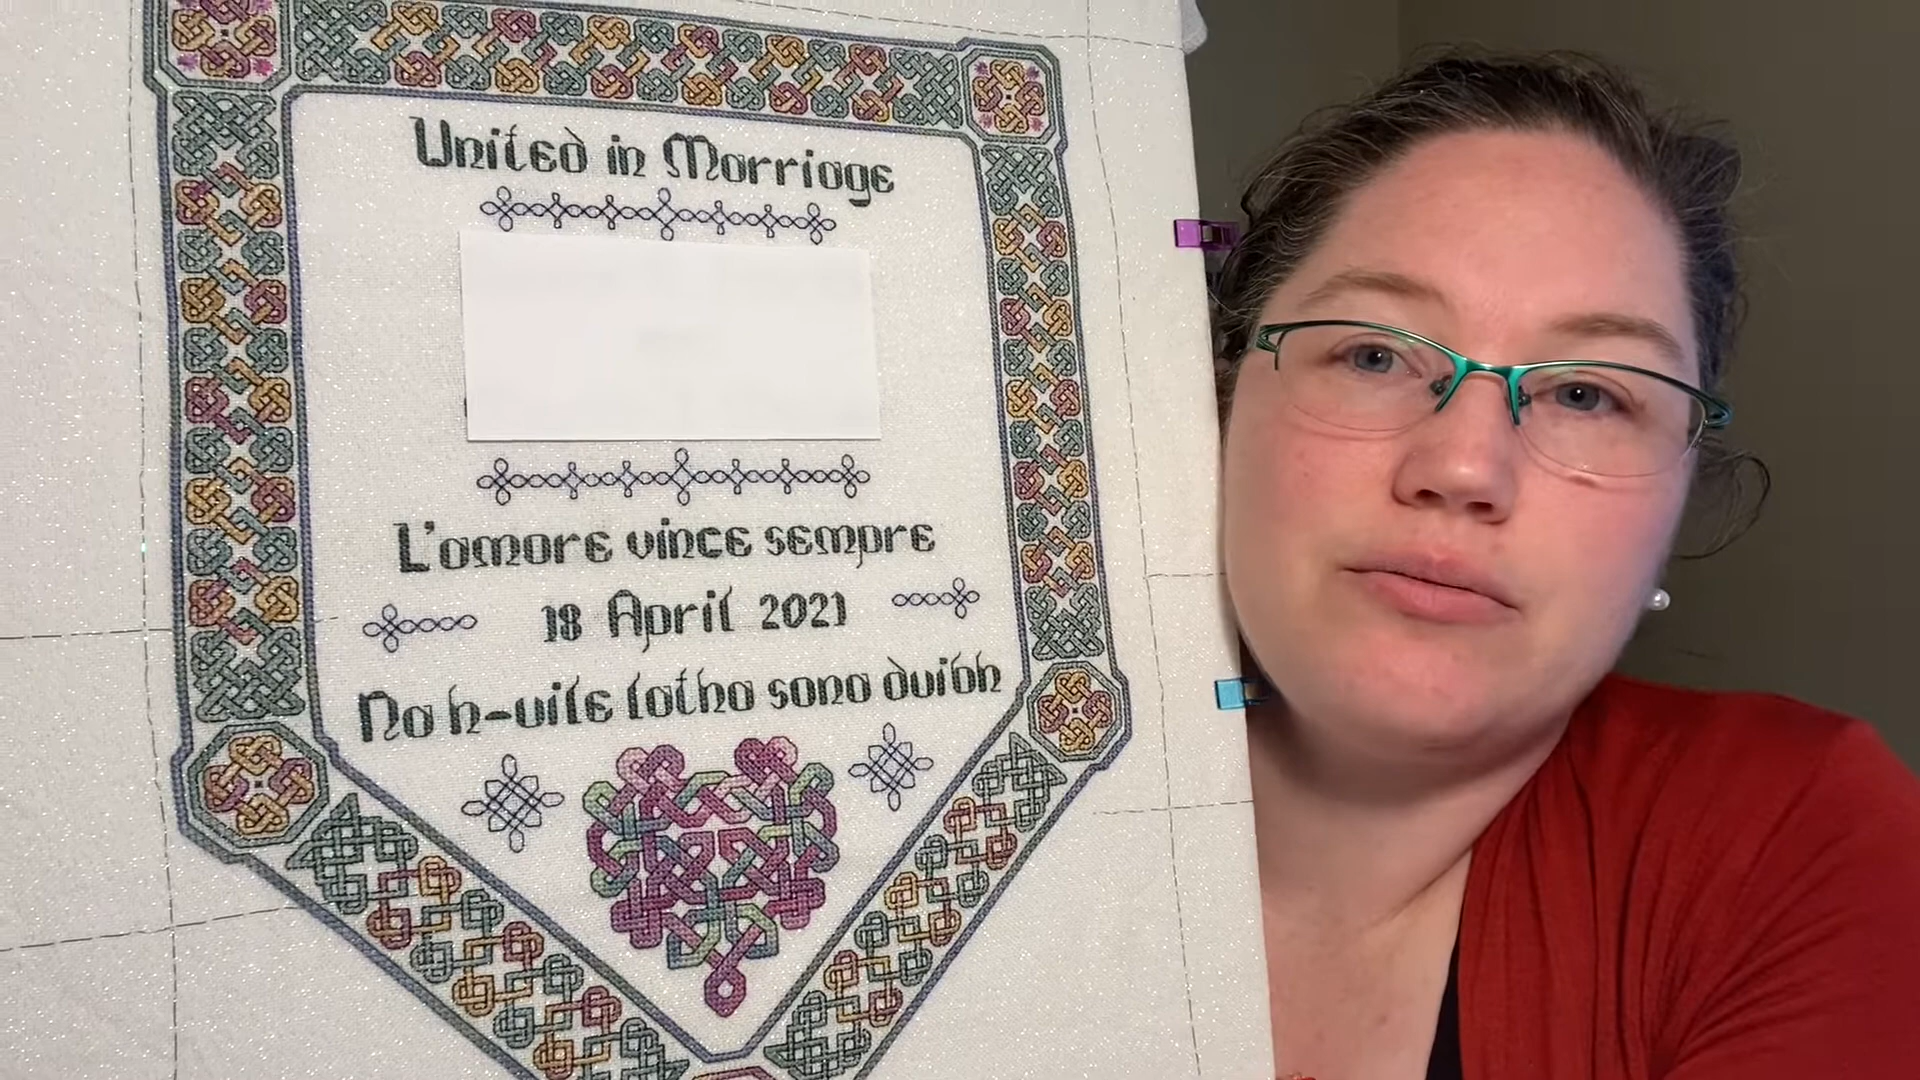 United in Marriage
L'amore vince sempre
18 April 2021
Na h-uile latha sona duibh